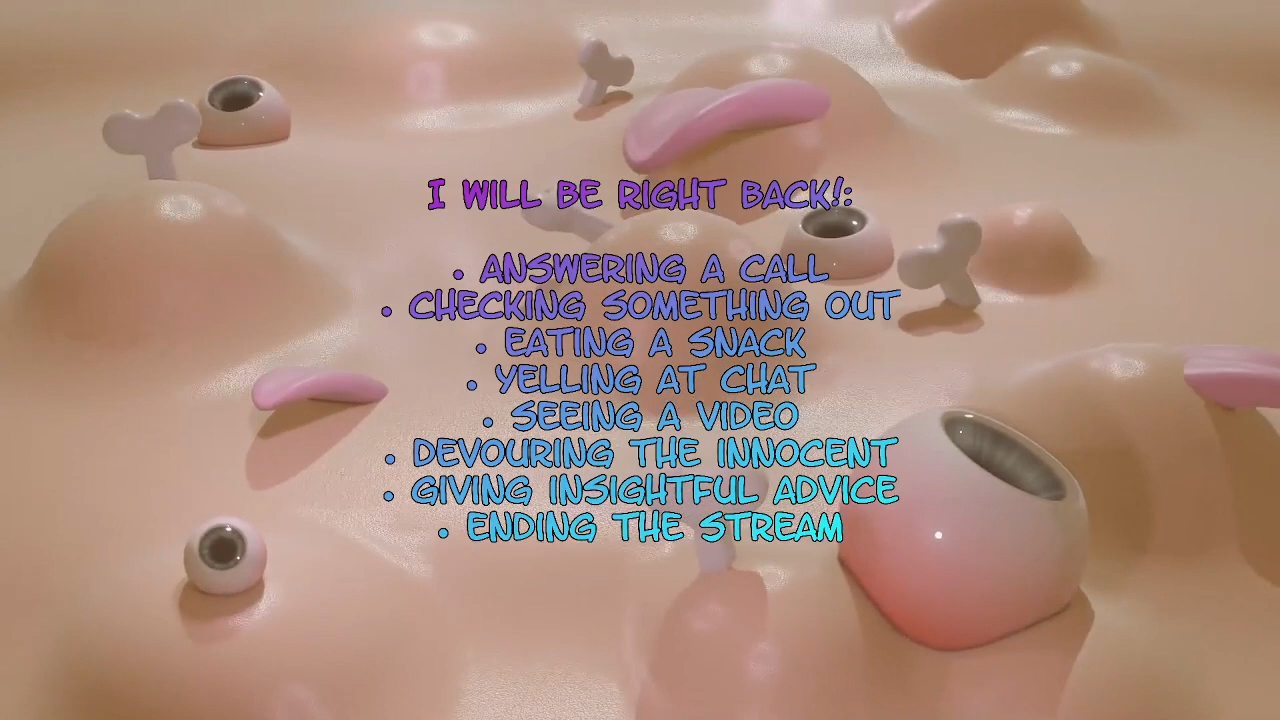 I WILL BE RIGHT BACK!:
• ANSWERING A CALL
• CHECKING SOMETHING OUT
• EATING A SNACK
• YELLING AT CHAT
• SEEING A VIDEO
• DEVOURING THE INNOCENT
• GIVING INSIGHTFUL ADVICE
• ENDING THE STREAM